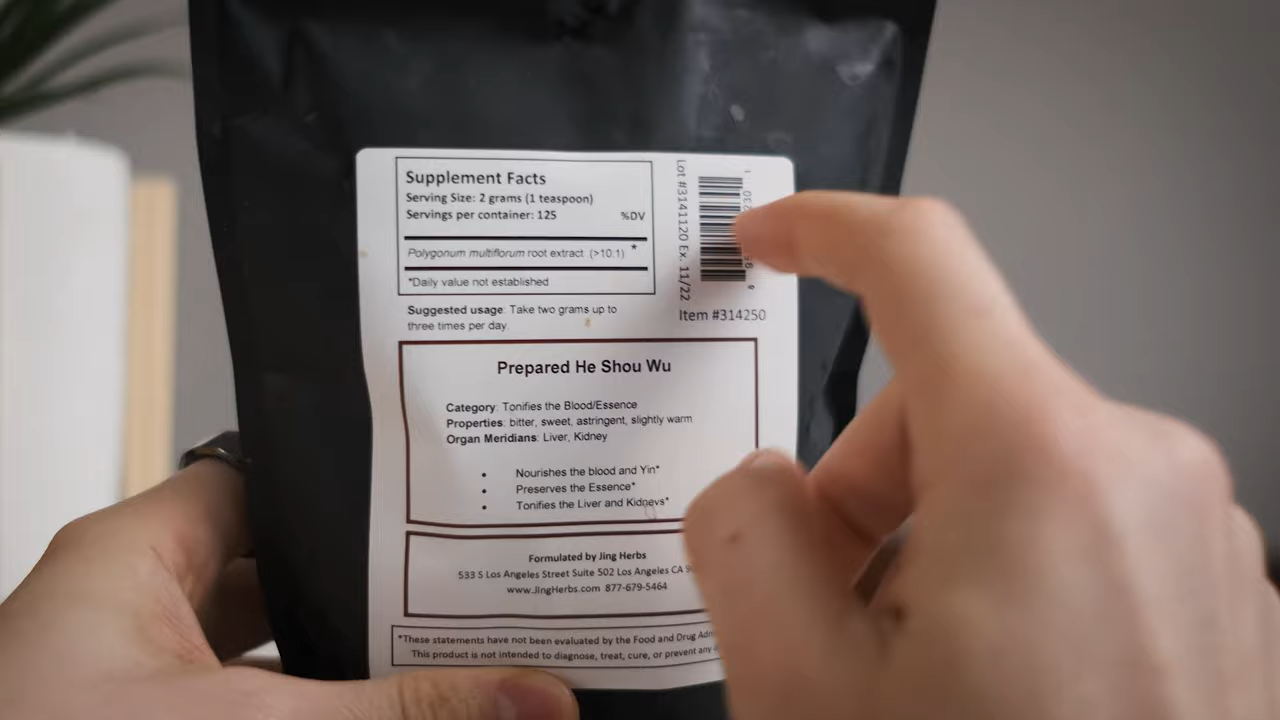 Supplement Facts
Serving Size: 2 grams (1 teaspoon)
Servings per container: 125 %DV
Polygonum multiflorum root extract (>10:1) *
*Daily value not established
Suggested usage: Take two grams up to
three times per day.
Lot #3141120 Ex. 11/22
Item #314250
Prepared He Shou Wu
Category: Tonifies the Blood/Essence
Properties: bitter, sweet, astringent, slightly warm
Organ Meridians: Liver, Kidney
• Nourishes the blood and Yin*
• Preserves the Essence*
• Tonifies the Liver and Kidneys*
Formulated by Jing Herbs
533 S Los Angeles Street Suite 502 Los Angeles CA
www.JingHerbs.com 877-679-5464
*These statements have not been evaluated by the Food and Drug
This product is not intended to diagnose, treat, cure, or prevent any